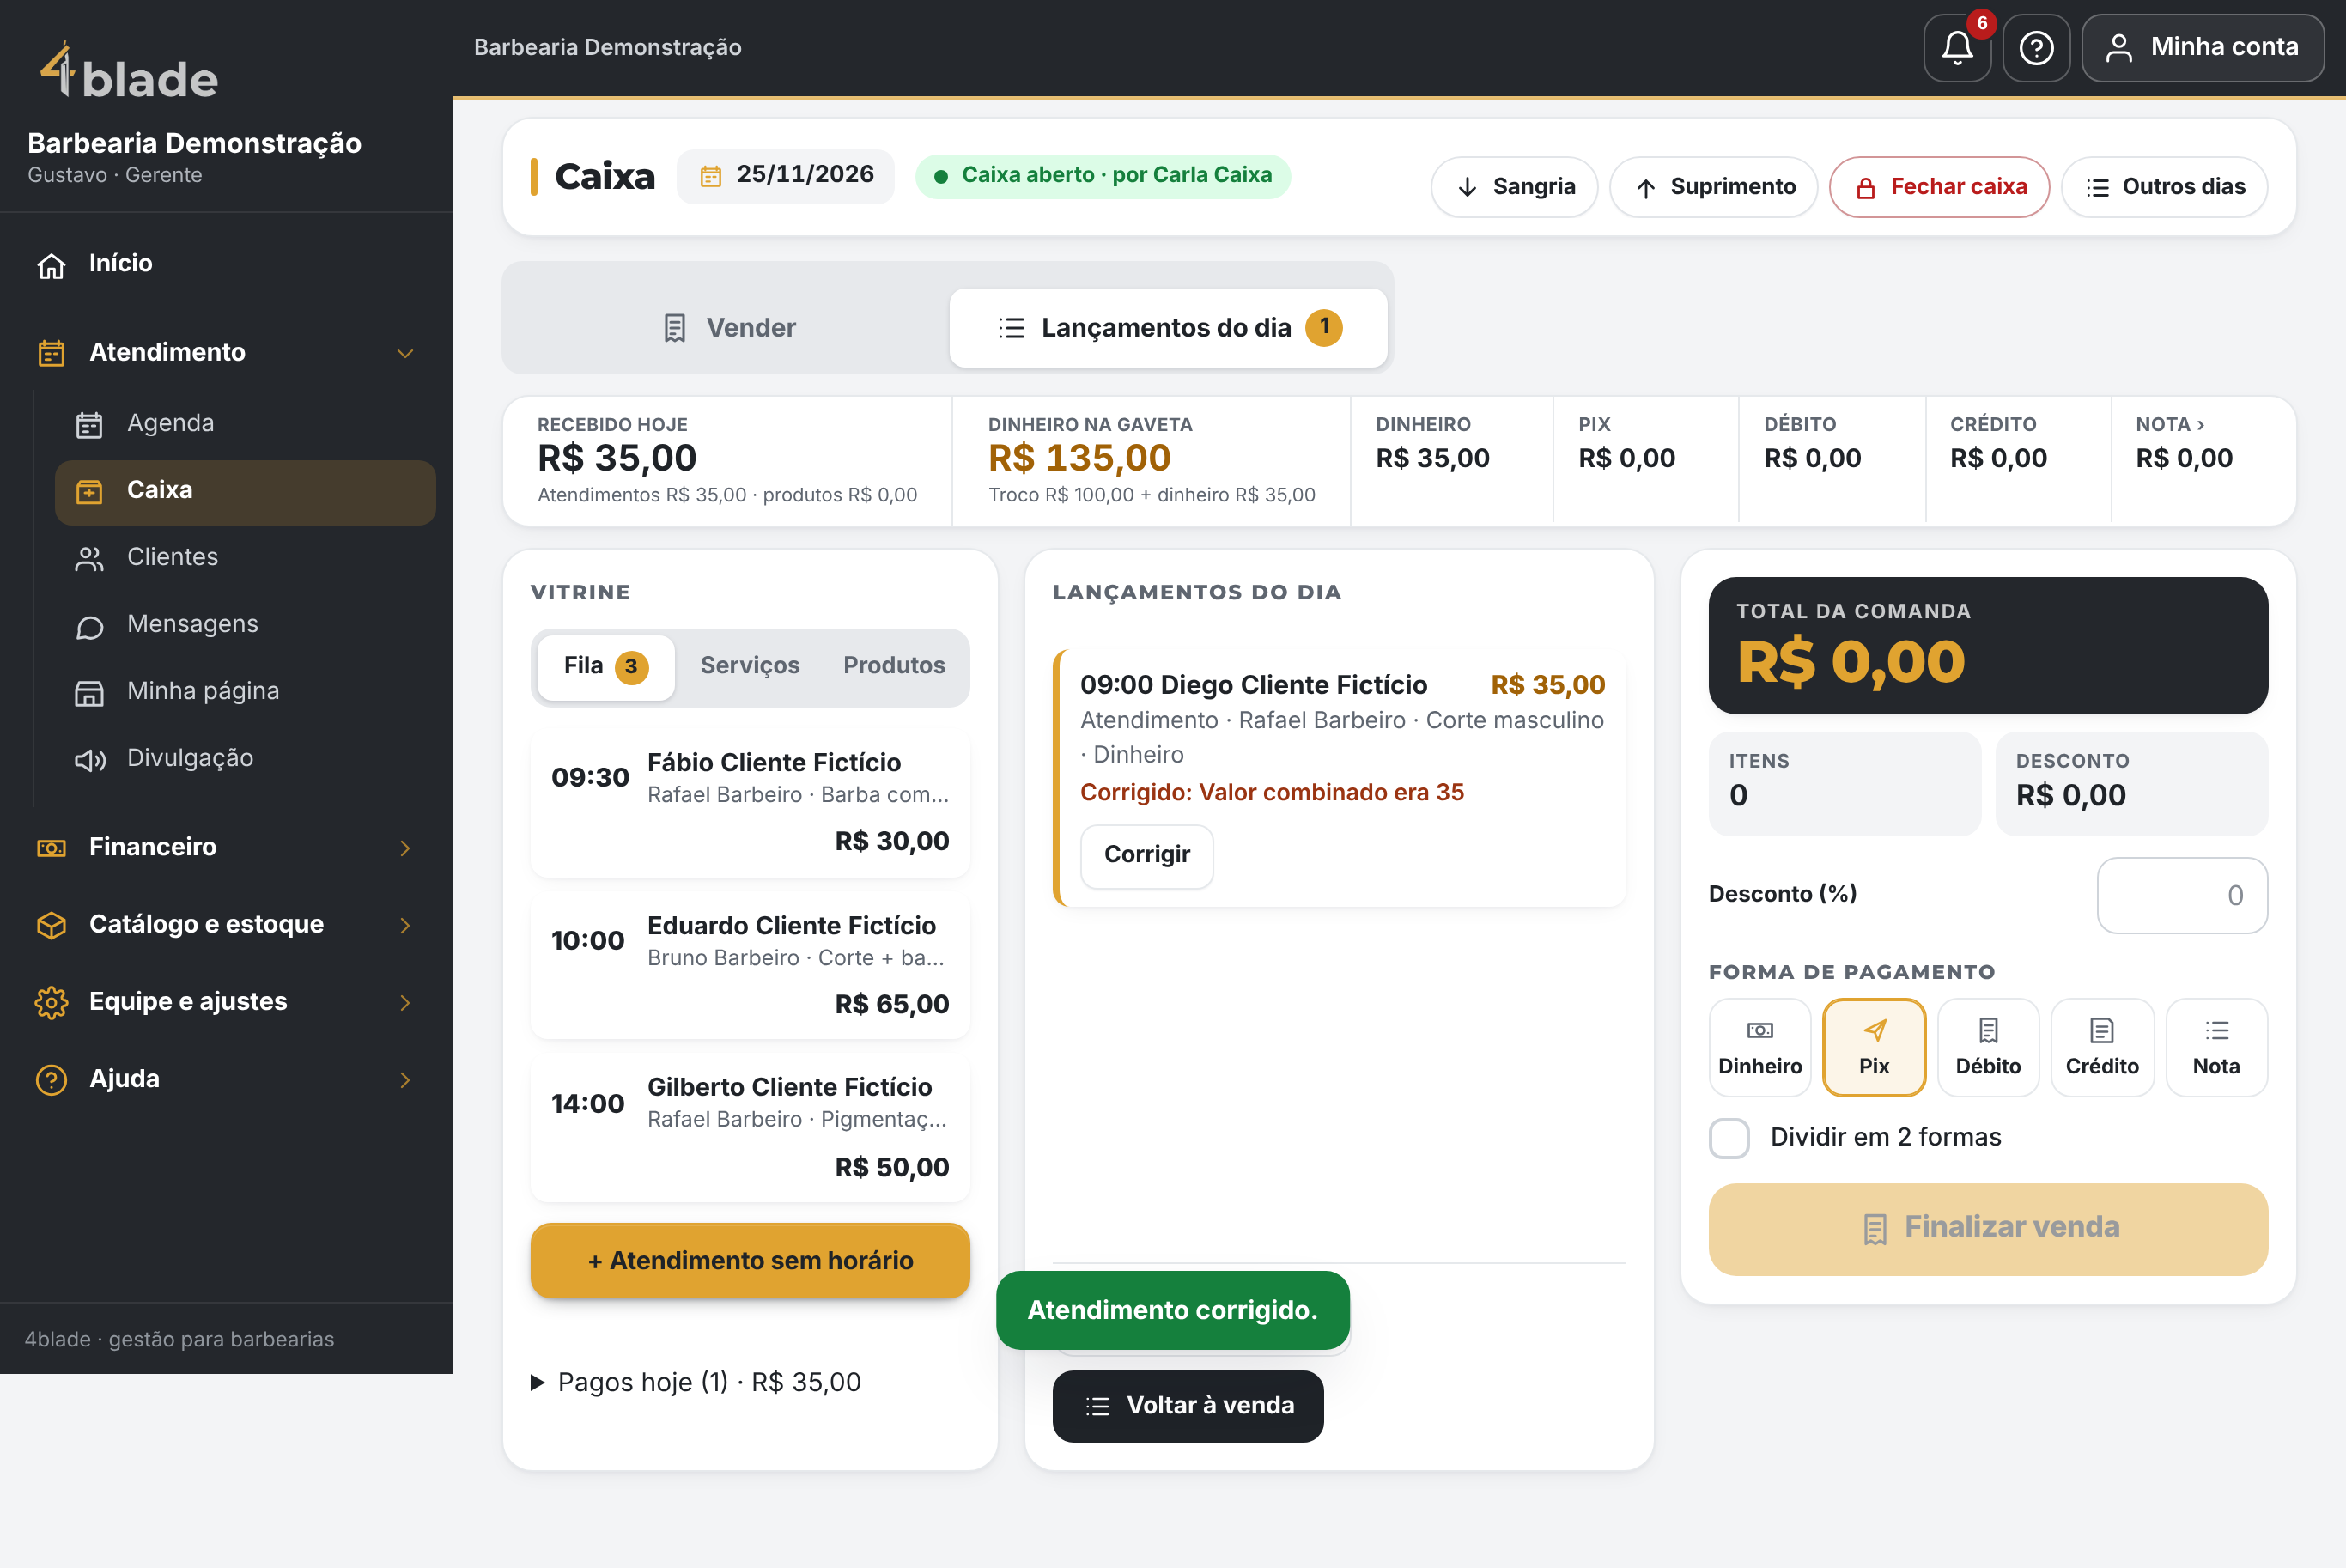 4blade
Barbearia Demonstração
Gustavo · Gerente
Início
Atendimento
Agenda
Caixa
Clientes
Mensagens
Minha página
Divulgação
Financeiro
Catálogo e estoque
Equipe e ajustes
Ajuda
4blade · gestão para barbearias
Barbearia Demonstração
6
Minha conta
Caixa
25/11/2026
Caixa aberto · por Carla Caixa
Sangria
Suprimento
Fechar caixa
Outros dias
Vender
Lançamentos do dia 1
RECEBIDO HOJE
R$ 35,00
Atendimentos R$ 35,00 · produtos R$ 0,00
DINHEIRO NA GAVETA
R$ 135,00
Troco R$ 100,00 + dinheiro R$ 35,00
DINHEIRO
R$ 35,00
PIX
R$ 0,00
DÉBITO
R$ 0,00
CRÉDITO
R$ 0,00
NOTA ›
R$ 0,00
VITRINE
Fila 3
Serviços
Produtos
09:30
Fábio Cliente Fictício
Rafael Barbeiro · Barba com...
R$ 30,00
10:00
Eduardo Cliente Fictício
Bruno Barbeiro · Corte + ba...
R$ 65,00
14:00
Gilberto Cliente Fictício
Rafael Barbeiro · Pigmentaç...
R$ 50,00
+ Atendimento sem horário
Pagos hoje (1) · R$ 35,00
LANÇAMENTOS DO DIA
09:00 Diego Cliente Fictício R$ 35,00
Atendimento · Rafael Barbeiro · Corte masculino
· Dinheiro
Corrigido: Valor combinado era 35
Corrigir
Atendimento corrigido.
Voltar à venda
TOTAL DA COMANDA
R$ 0,00
ITENS
0
DESCONTO
R$ 0,00
Desconto (%)
0
FORMA DE PAGAMENTO
Dinheiro
Pix
Débito
Crédito
Nota
Dividir em 2 formas
Finalizar venda